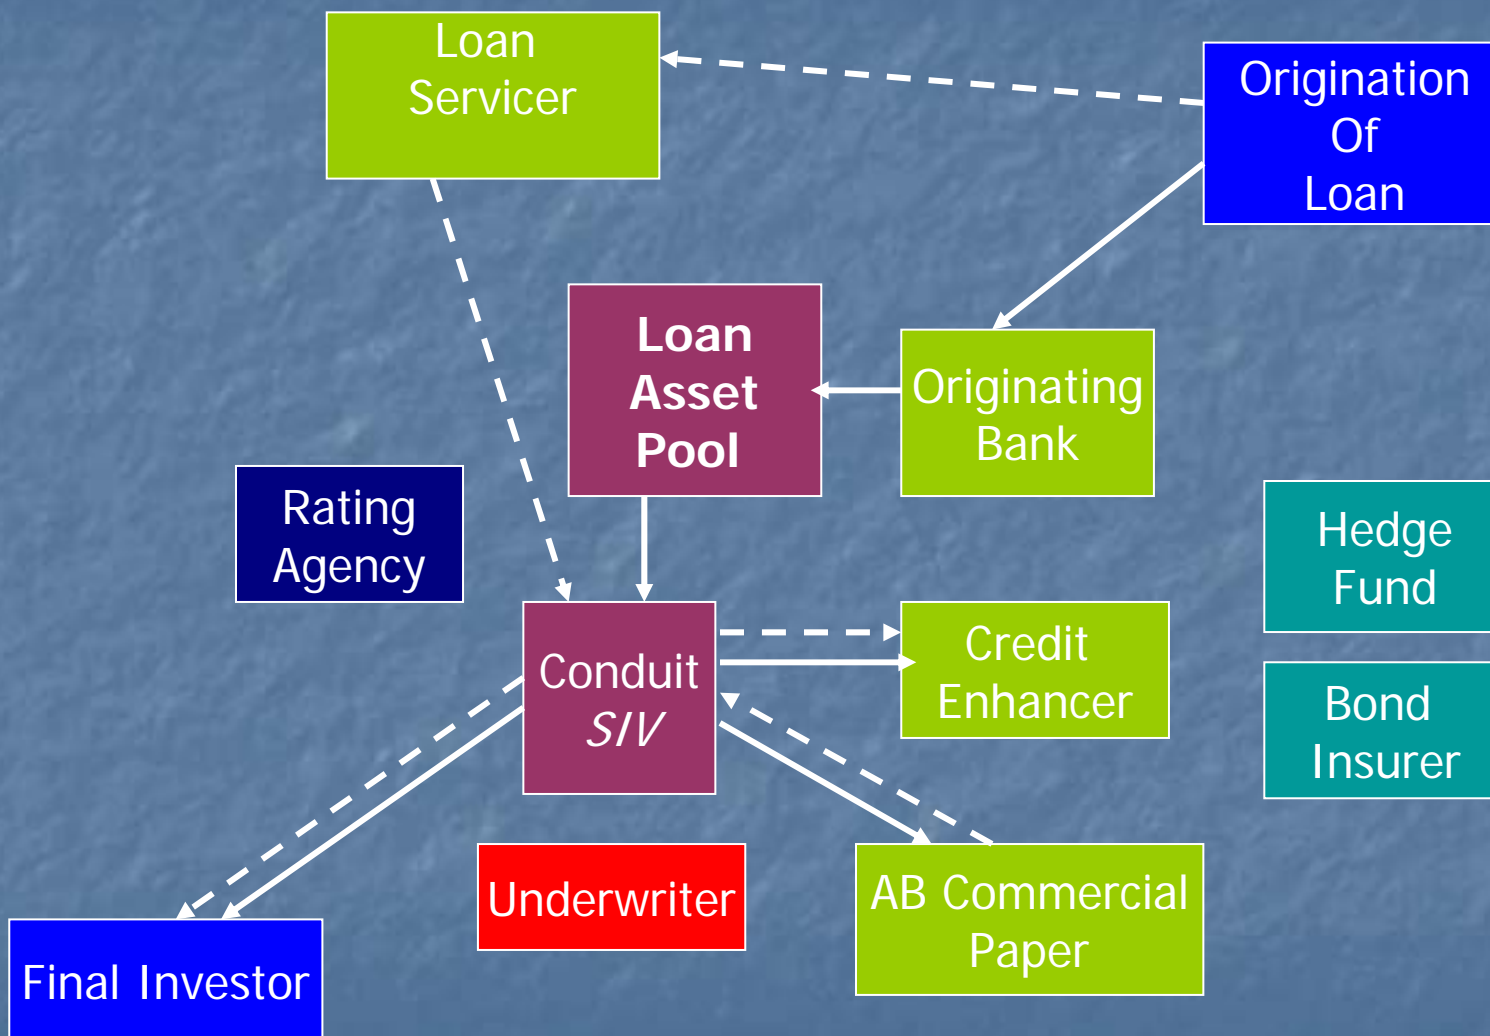 Loan
Servicer
Origination
Of
Loan
Loan
Asset
Pool
Originating
Bank
Rating
Agency
Hedge
Fund
Conduit
SIV
Credit
Enhancer
Bond
Insurer
Underwriter
AB Commercial
Paper
Final Investor